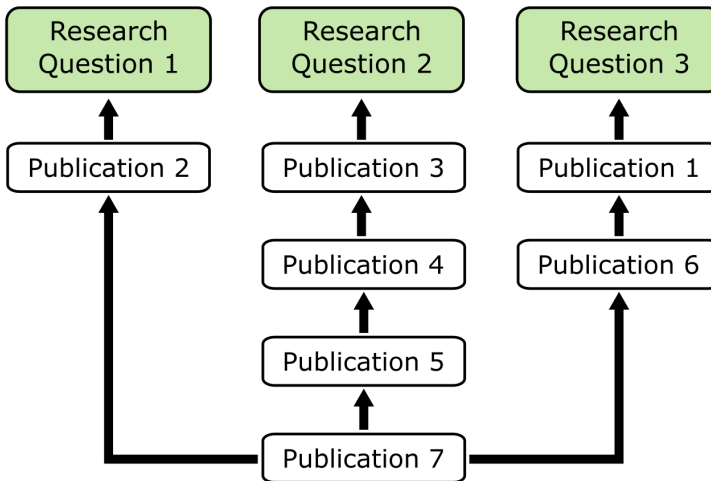 Research
Question 1
Research
Question 2
Research
Question 3
Publication 2
Publication 3
Publication 1
Publication 4
Publication 6
Publication 5
Publication 7